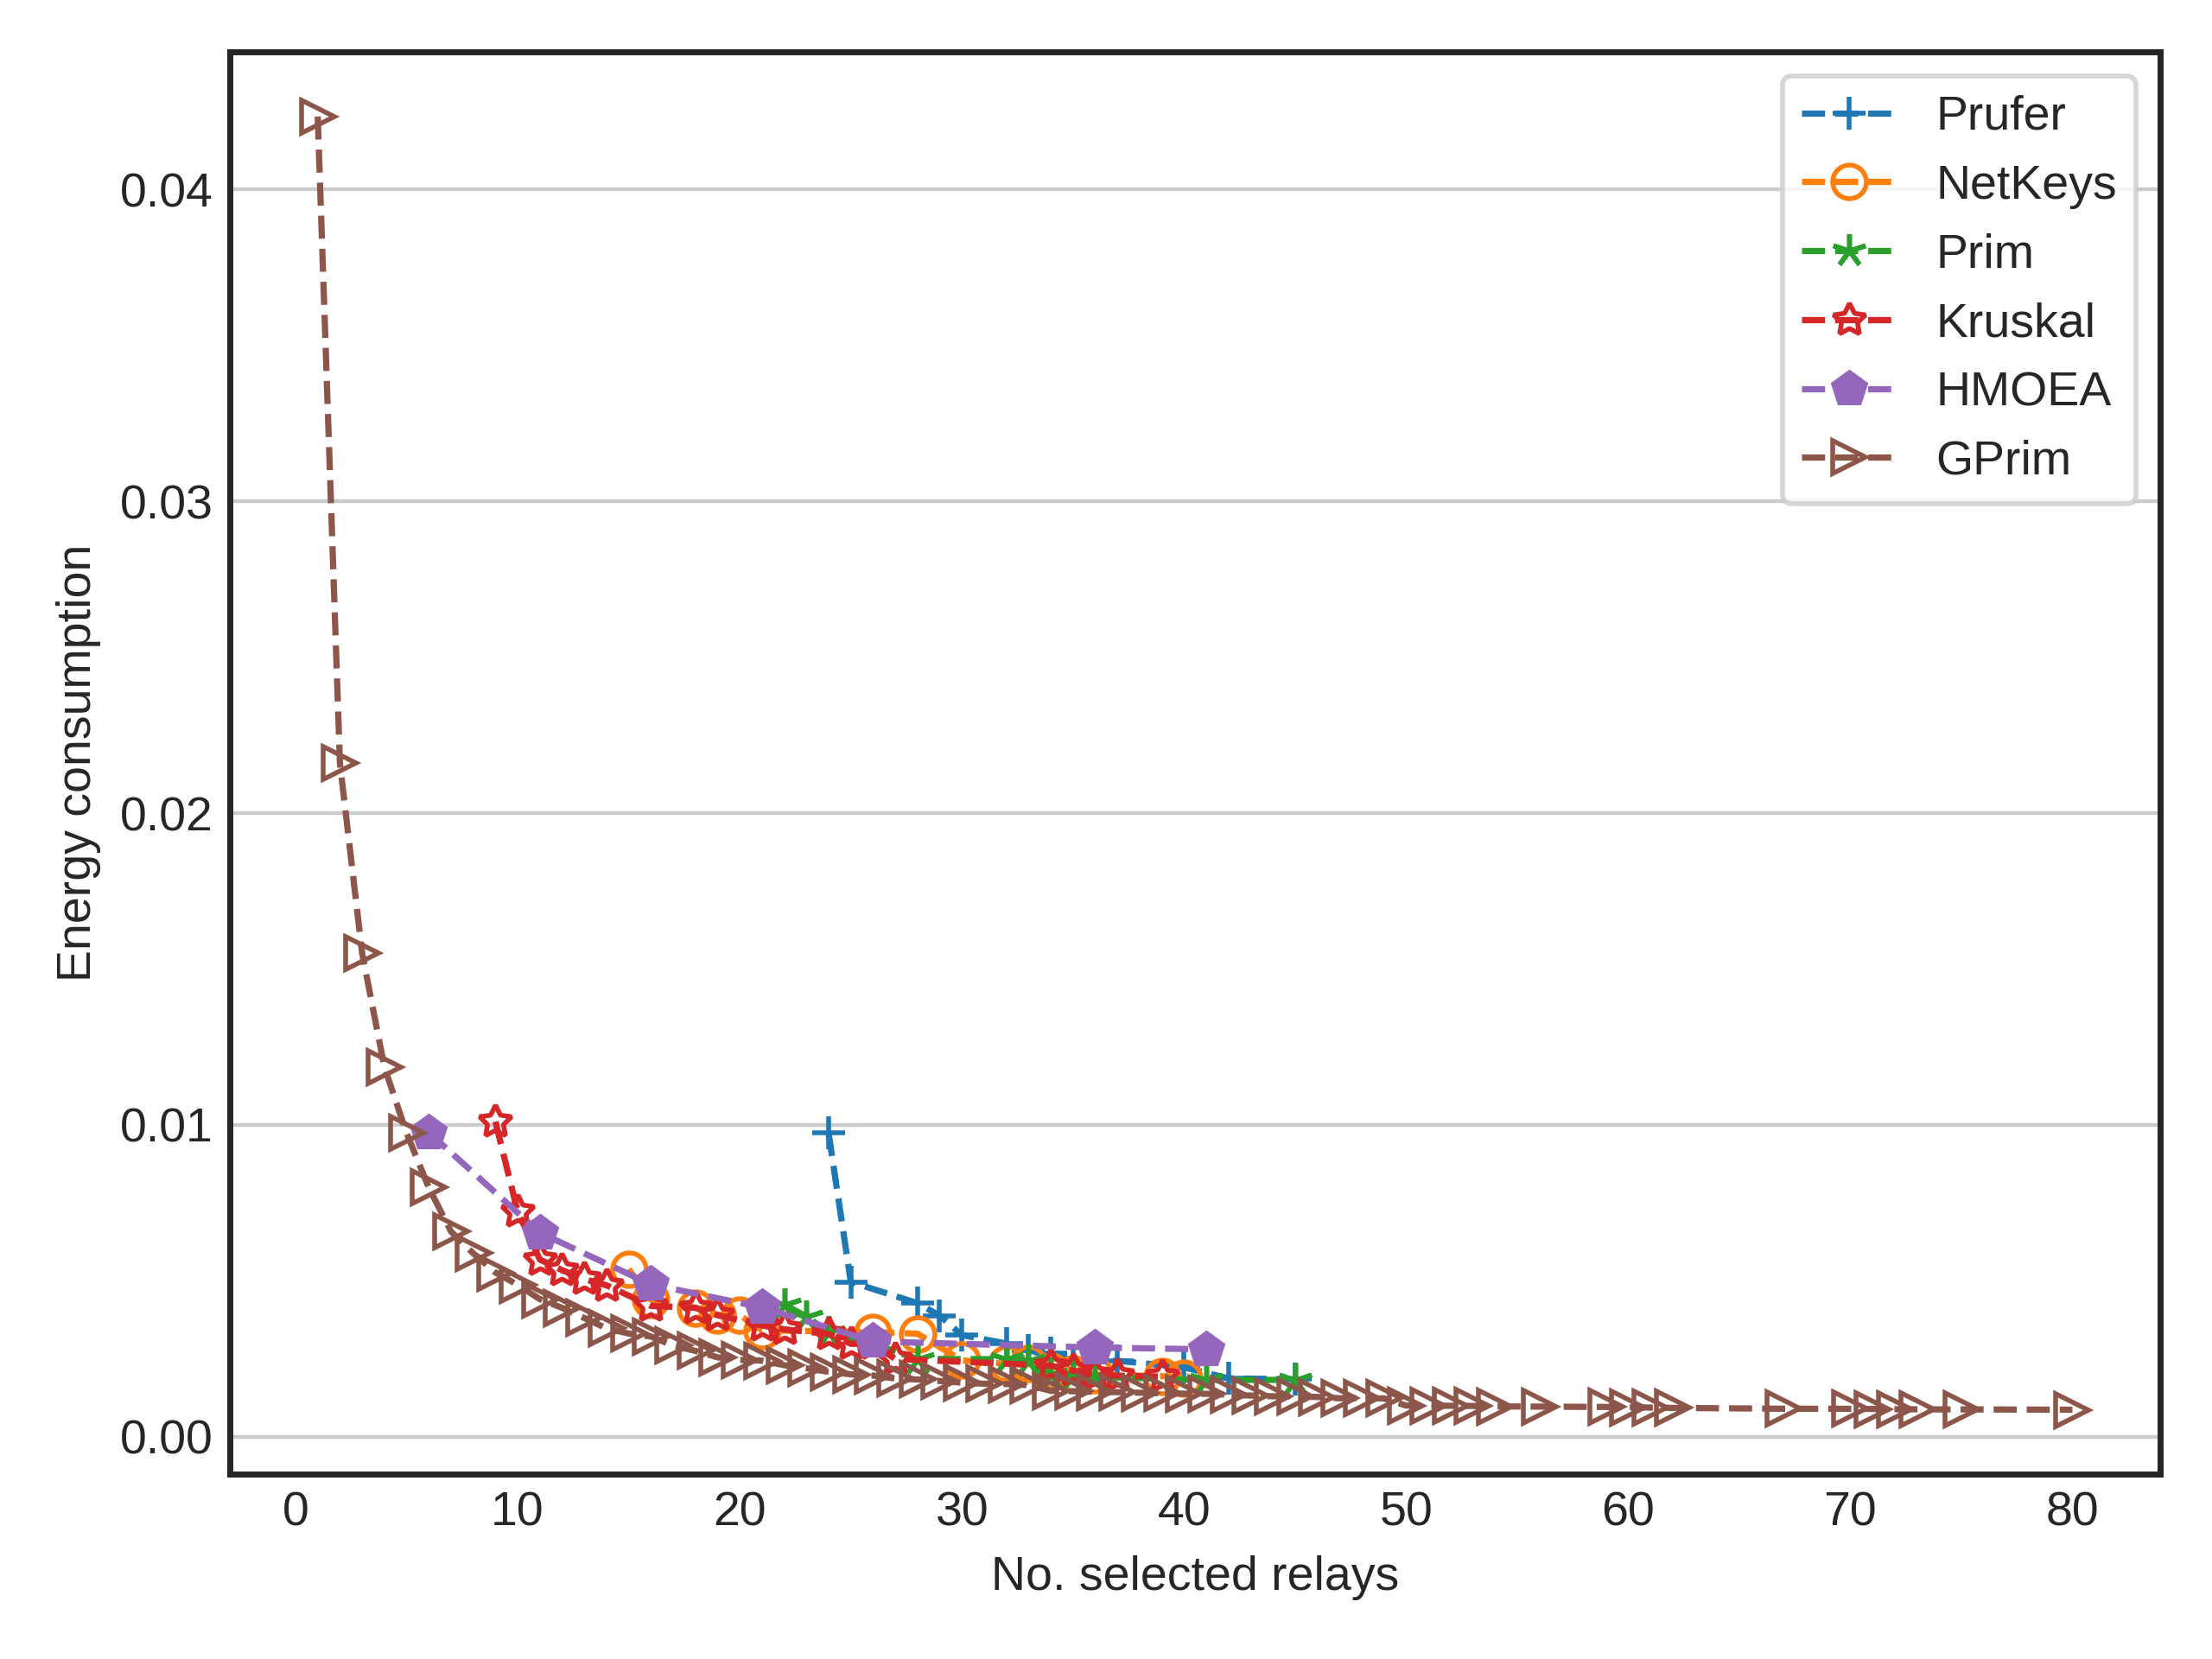 Prufer
NetKeys
Prim
Kruskal
HMOEA
GPrim
Energy consumption
0.04
0.03
0.02
0.01
0.00
0 10 20 30 40 50 60 70 80
No. selected relays